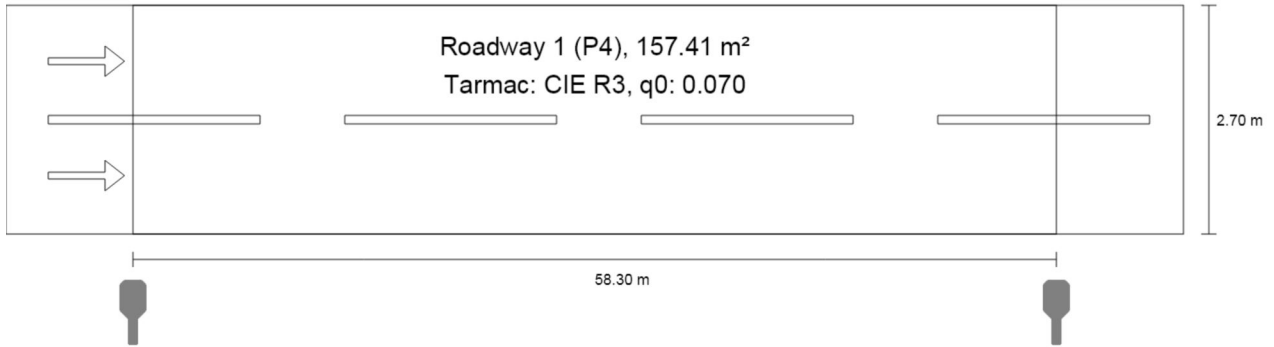 Roadway 1 (P4), 157.41 m²
Tarmac: CIE R3, q0: 0.070
2.70 m
58.30 m